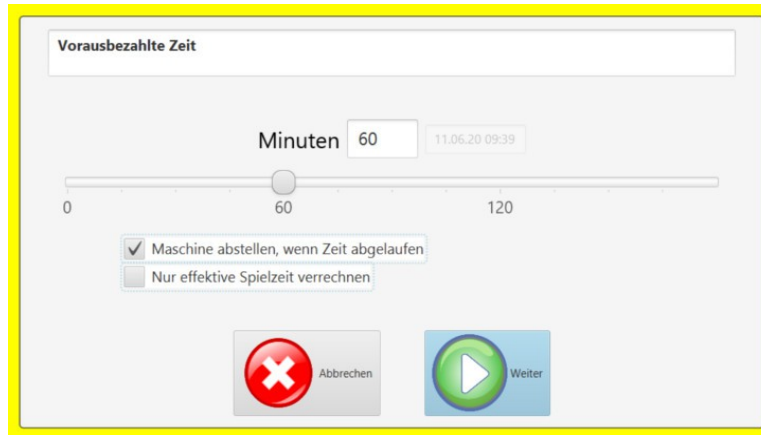 Vorausbezahlte Zeit
Minuten 60 11.06.20 09:39
0 60 120
Maschine abstellen, wenn Zeit abgelaufen
Nur effektive Spielzeit verrechnen
Abbrechen Weiter